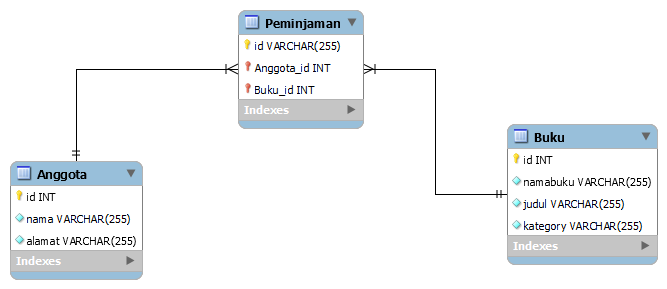 Peminjaman
id VARCHAR(255)
Anggota_id INT
Buku_id INT
Indexes
Buku
id INT
namabuku VARCHAR(255)
judul VARCHAR(255)
kategory VARCHAR(255)
Indexes
Anggota
id INT
nama VARCHAR(255)
alamat VARCHAR(255)
Indexes